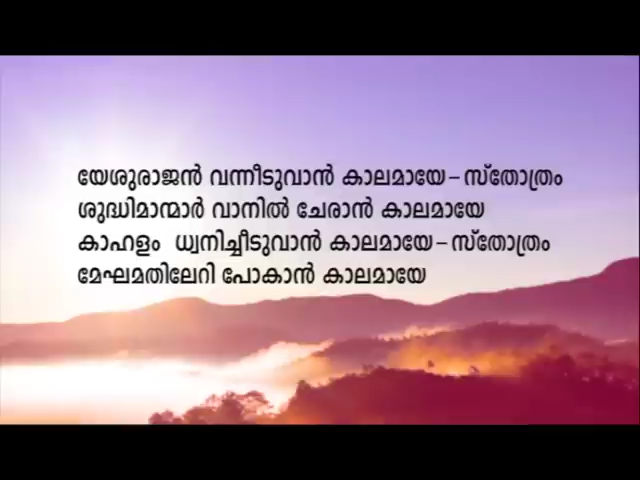 യേശുരാജൻ വന്നീടുവാൻ കാലമായേ – സ്തോത്രം
ശുദ്ധിമാന്മാർ വാനിൽ ചേരാൻ കാലമായേ
കാഹളം ധ്വനിച്ചീടുവാൻ കാലമായേ – സ്തോത്രം
മേഘമതിലേറി പോകാൻ കാലമായേ